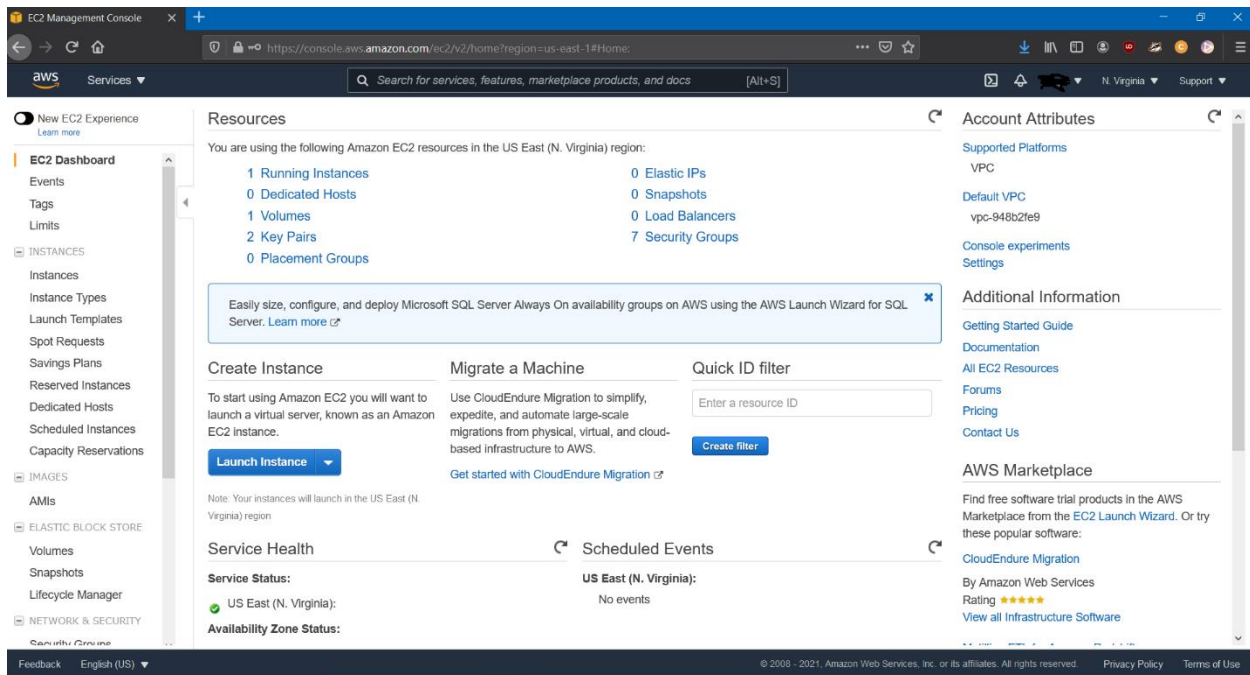 EC2 Management Console
https://console.aws.amazon.com/ec2/v2/home?region=us-east-1#Home:
aws
Services
Search for services, features, marketplace products, and docs [Alt+S]
N. Virginia
Support
New EC2 Experience
Learn more
EC2 Dashboard
Events
Tags
Limits
INSTANCES
Instances
Instance Types
Launch Templates
Spot Requests
Savings Plans
Reserved Instances
Dedicated Hosts
Scheduled Instances
Capacity Reservations
IMAGES
AMIs
ELASTIC BLOCK STORE
Volumes
Snapshots
Lifecycle Manager
NETWORK & SECURITY
Security Groups
Resources
You are using the following Amazon EC2 resources in the US East (N. Virginia) region:
1 Running Instances
0 Dedicated Hosts
1 Volumes
2 Key Pairs
0 Placement Groups
0 Elastic IPs
0 Snapshots
0 Load Balancers
7 Security Groups
Easily size, configure, and deploy Microsoft SQL Server Always On availability groups on AWS using the AWS Launch Wizard for SQL
Server. Learn more
Create Instance
To start using Amazon EC2 you will want to
launch a virtual server, known as an Amazon
EC2 instance.
Launch Instance
Note: Your instances will launch in the US East (N.
Virginia) region
Migrate a Machine
Use CloudEndure Migration to simplify,
expedite, and automate large-scale
migrations from physical, virtual, and cloud-
based infrastructure to AWS.
Get started with CloudEndure Migration
Quick ID filter
Enter a resource ID
Create filter
Service Health
Service Status:
US East (N. Virginia):
Availability Zone Status:
Scheduled Events
US East (N. Virginia):
No events
Account Attributes
Supported Platforms
VPC
Default VPC
vpc-948b2fe9
Console experiments
Settings
Additional Information
Getting Started Guide
Documentation
All EC2 Resources
Forums
Pricing
Contact Us
AWS Marketplace
Find free software trial products in the AWS
Marketplace from the EC2 Launch Wizard. Or try
these popular software:
CloudEndure Migration
By Amazon Web Services
Rating
View all Infrastructure Software
Feedback
English (US)
© 2008 - 2021, Amazon Web Services, Inc. or its affiliates. All rights reserved.
Privacy Policy
Terms of Use